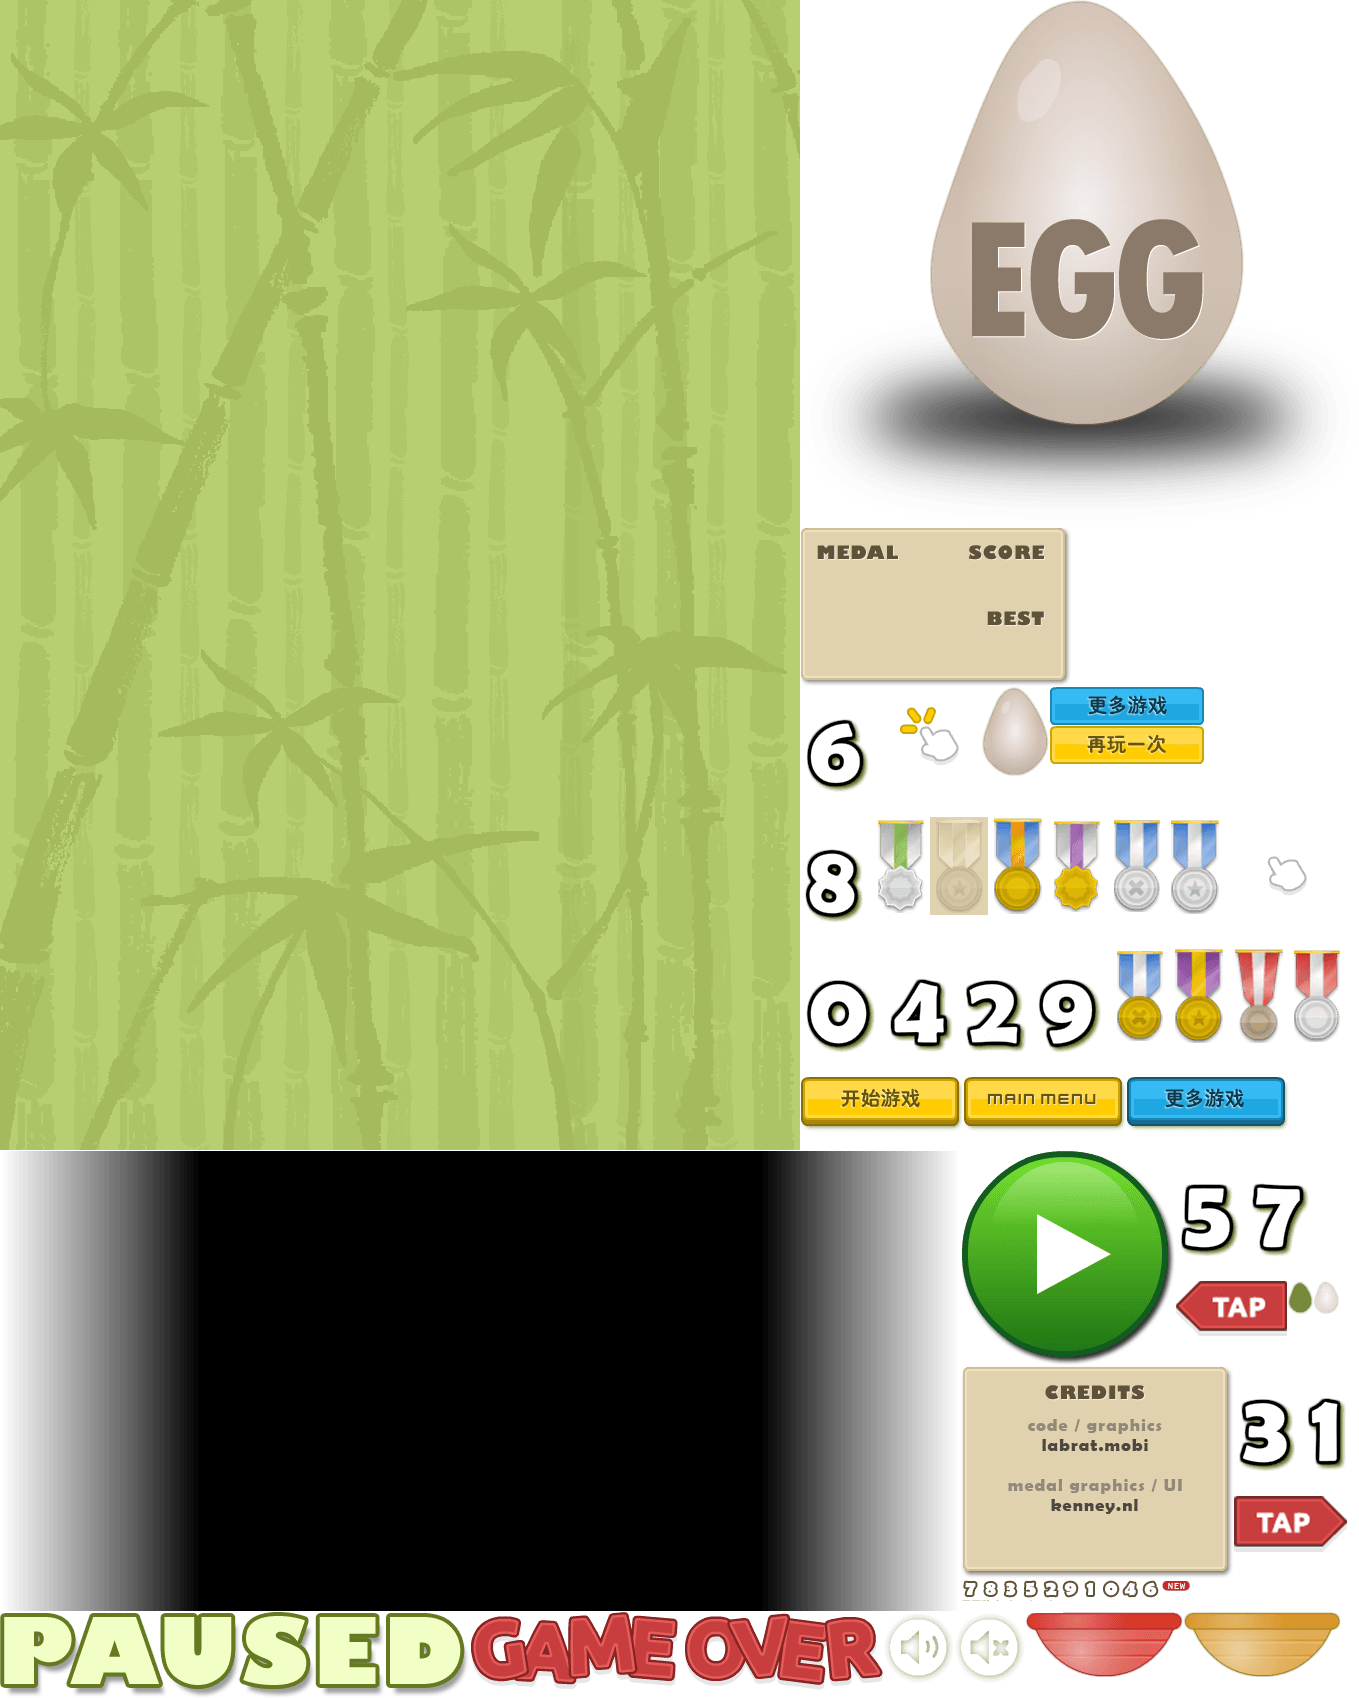 EGG
MEDAL SCORE
BEST
更多游戏
6
再玩一次
8
0 4 2 9
开始游戏 MAIN MENU 更多游戏
5 7
TAP
CREDITS
code / graphics
labrat.mobi
3 1
medal graphics / UI
kenney.nl
TAP
7 8 3 5 2 9 1 0 4 6 NEW
PAUSED GAME OVER